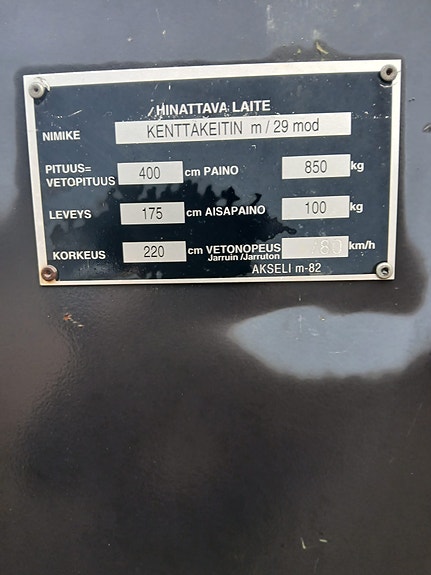 HINATTAVA LAITE
NIMIKE KENTTAKEITIN m / 29 mod
PITUUS= VETOPITUUS 400 cm PAINO 850 kg
LEVEYS 175 cm AISAPAINO 100 kg
KORKEUS 220 cm VETONOPEUS 80 km/h
Jarruin /Jarruton
AKSELI m-82